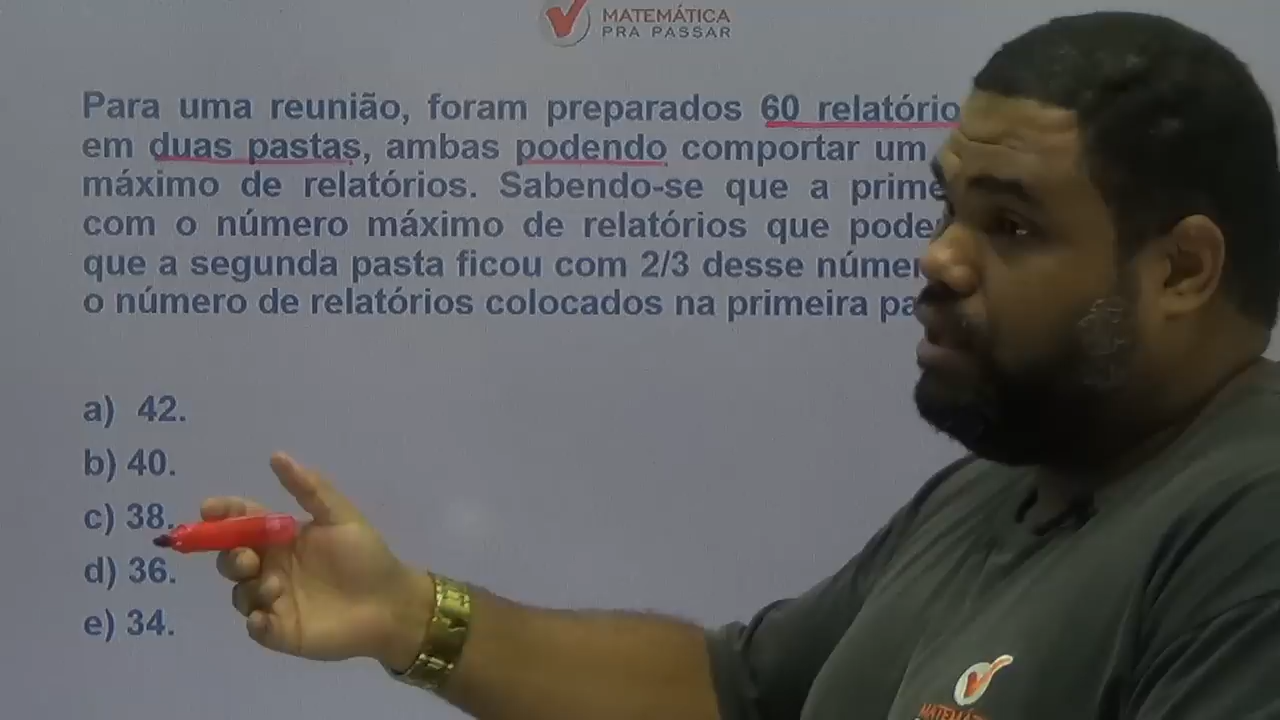 MATEMÁTICA
PRA PASSAR
Para uma reunião, foram preparados 60 relatório
em duas pastas, ambas podendo comportar um
máximo de relatórios. Sabendo-se que a prime
com o número máximo de relatórios que pode
que a segunda pasta ficou com 2/3 desse númer
o número de relatórios colocados na primeira pa
a) 42.
b) 40.
c) 38.
d) 36.
e) 34.